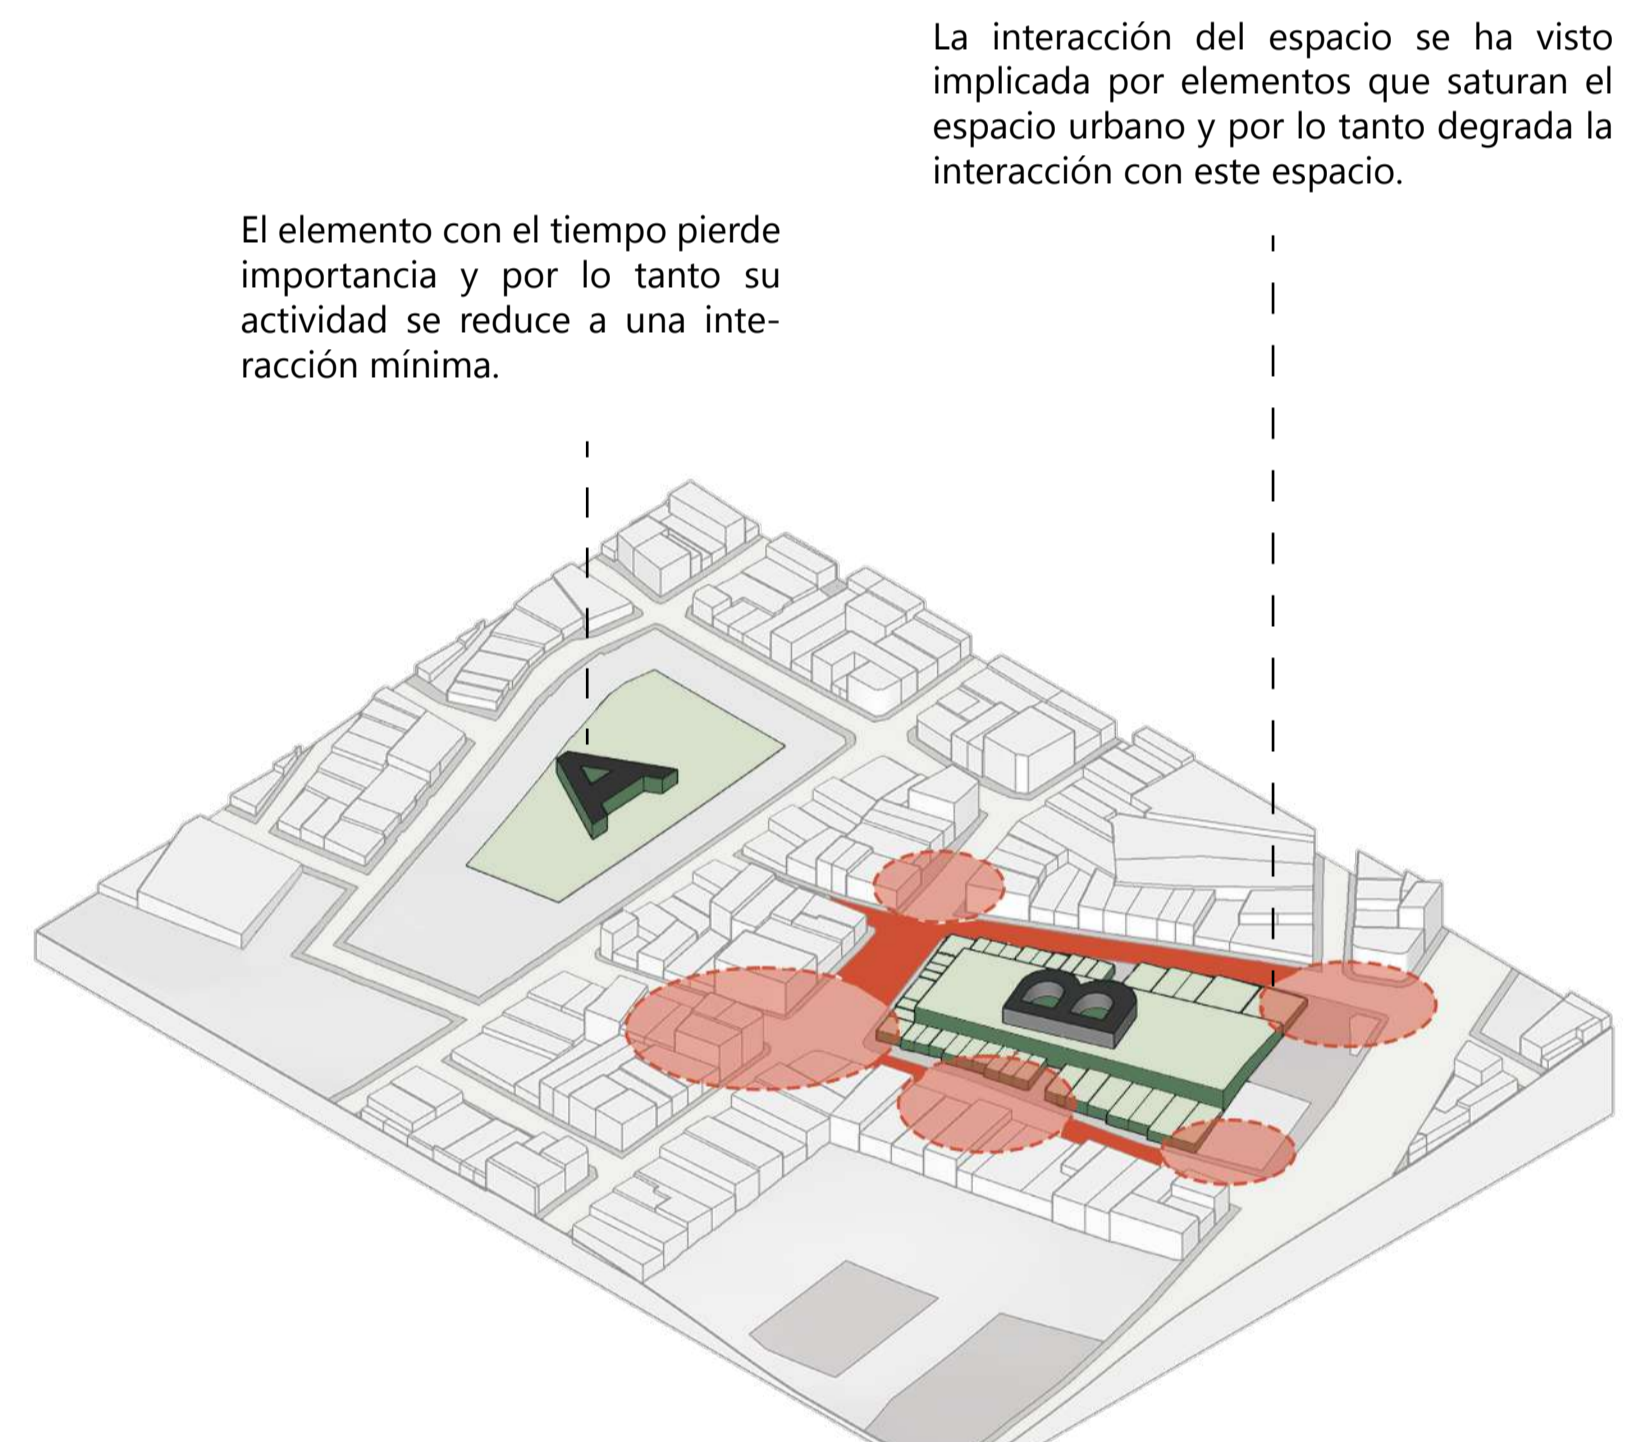 La interacción del espacio se ha visto
implicada por elementos que saturan el
espacio urbano y por lo tanto degrada la
interacción con este espacio.
El elemento con el tiempo pierde
importancia y por lo tanto su
actividad se reduce a una inte-
racción mínima.
A
B